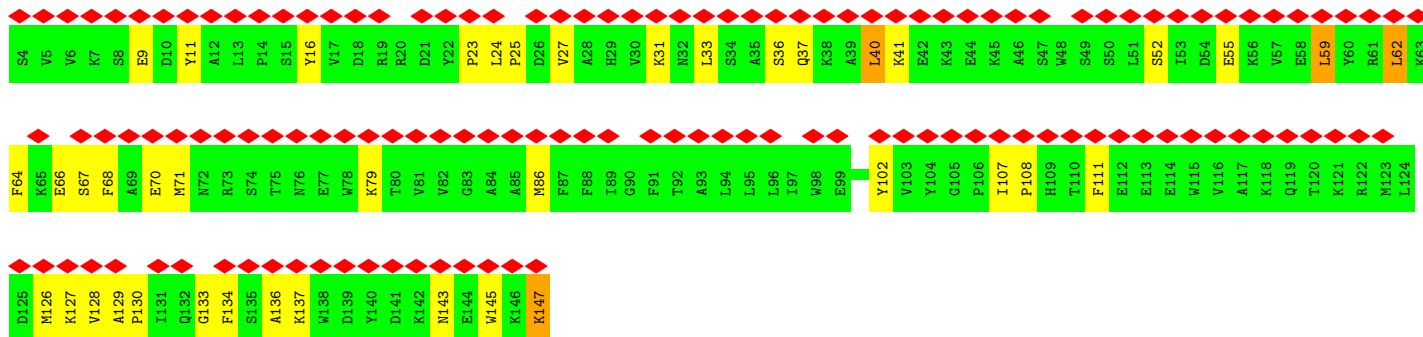 S4 V5 V6 K7 S8 E9 D10 Y11 A12 L13 P14 S15 Y16 V17 D18 R19 R20 D21 Y22 P23 L24 P25 D26 V27 A28 H29 V30 K31 N32 L33 S34 A35 S36 Q37 K38 A39 L40 K41 E42 K43 E44 K45 A46 S47 W48 S49 S50 L51 S52 I53 D54 E55 K56 V57 E58 L59 Y60 R61 L62 K63
F64 K65 E66 S67 F68 A69 E70 M71 N72 R73 S74 T75 N76 E77 W78 K79 T80 V81 V82 G83 A84 A85 M86 F87 F88 I89 G90 F91 T92 A93 L94 L95 L96 I97 W98 E99 Y102 V103 Y104 G105 P106 I107 P108 H109 T110 F111 E112 E113 E114 W115 V116 A117 K118 Q119 T120 K121 R122 M123 L124
D125 M126 K127 V128 A129 P130 I131 Q132 G133 F134 S135 A136 K137 W138 D139 Y140 D141 K142 N143 E144 W145 K146 K147